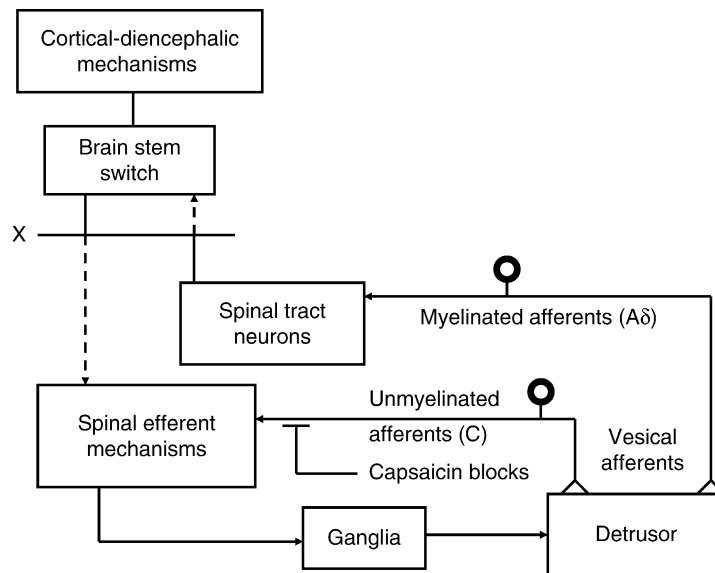 Cortical-diencephalic
mechanisms
Brain stem
switch
X
Spinal tract
neurons
Myelinated afferents (Aδ)
Spinal efferent
mechanisms
Unmyelinated
afferents (C)
Capsaicin blocks
Vesical
afferents
Ganglia
Detrusor